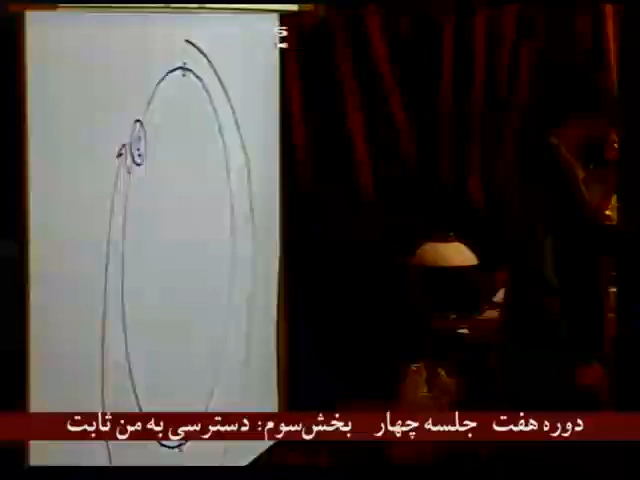 دوره هفت جلسه چهار بخش سوم: دسترسی به من ثابت